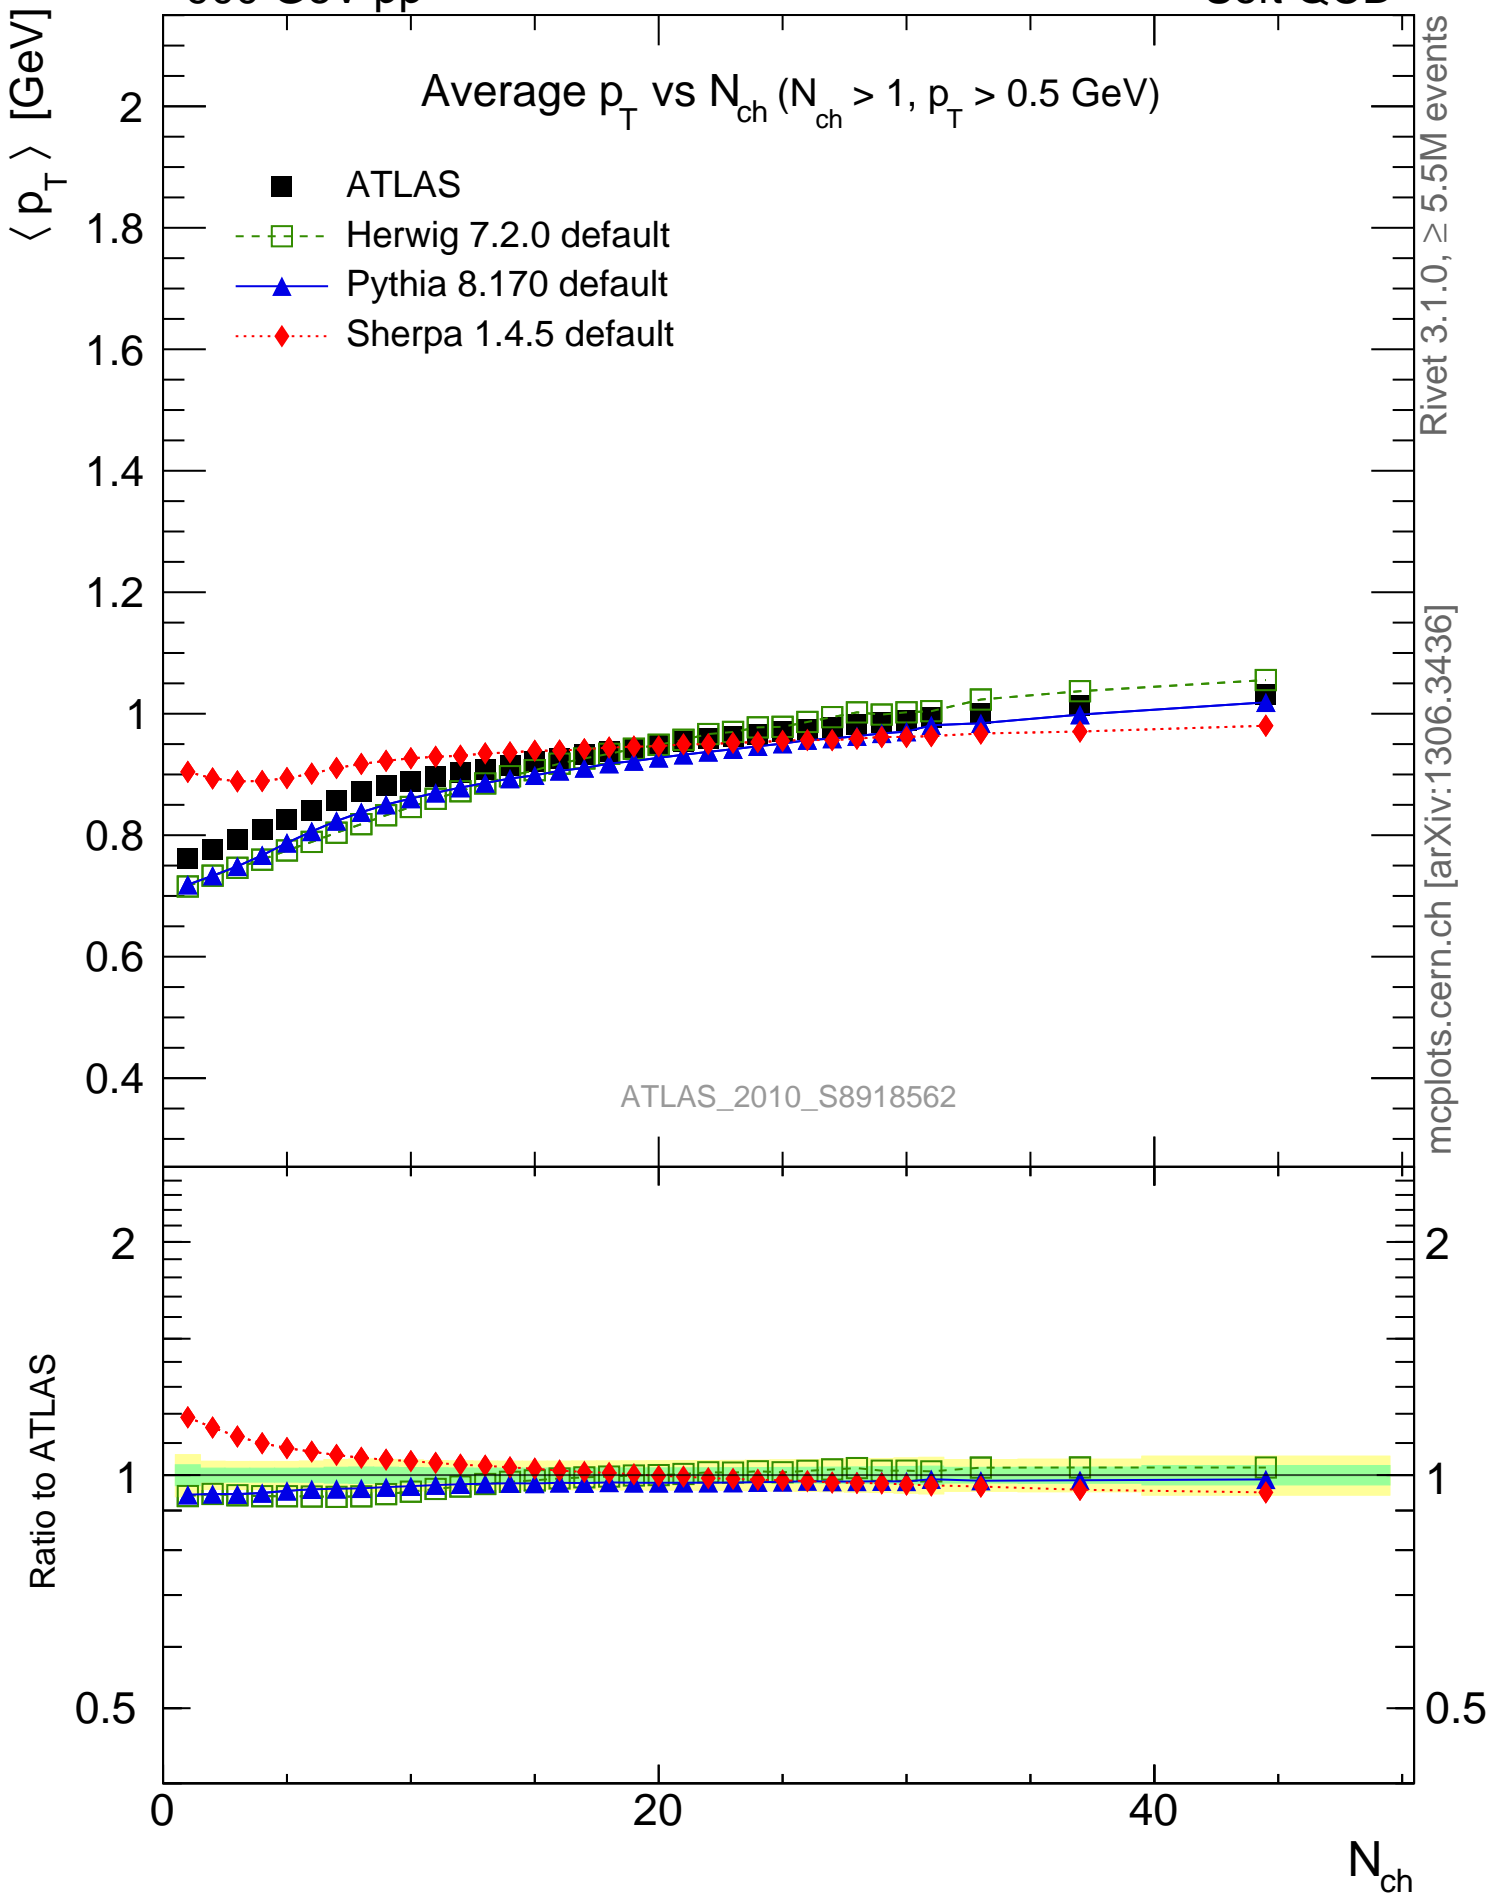 ⟨ p_T ⟩ [GeV]
Average p_T vs N_ch (N_ch > 1, p_T > 0.5 GeV)
ATLAS
Herwig 7.2.0 default
Pythia 8.170 default
Sherpa 1.4.5 default
2
1.8
1.6
1.4
1.2
1
0.8
0.6
0.4
ATLAS_2010_S8918562
Rivet 3.1.0, ≥ 5.5M events
mcplots.cern.ch [arXiv:1306.3436]
Ratio to ATLAS
2
1
0.5
2
1
0.5
0
20
40
N_ch